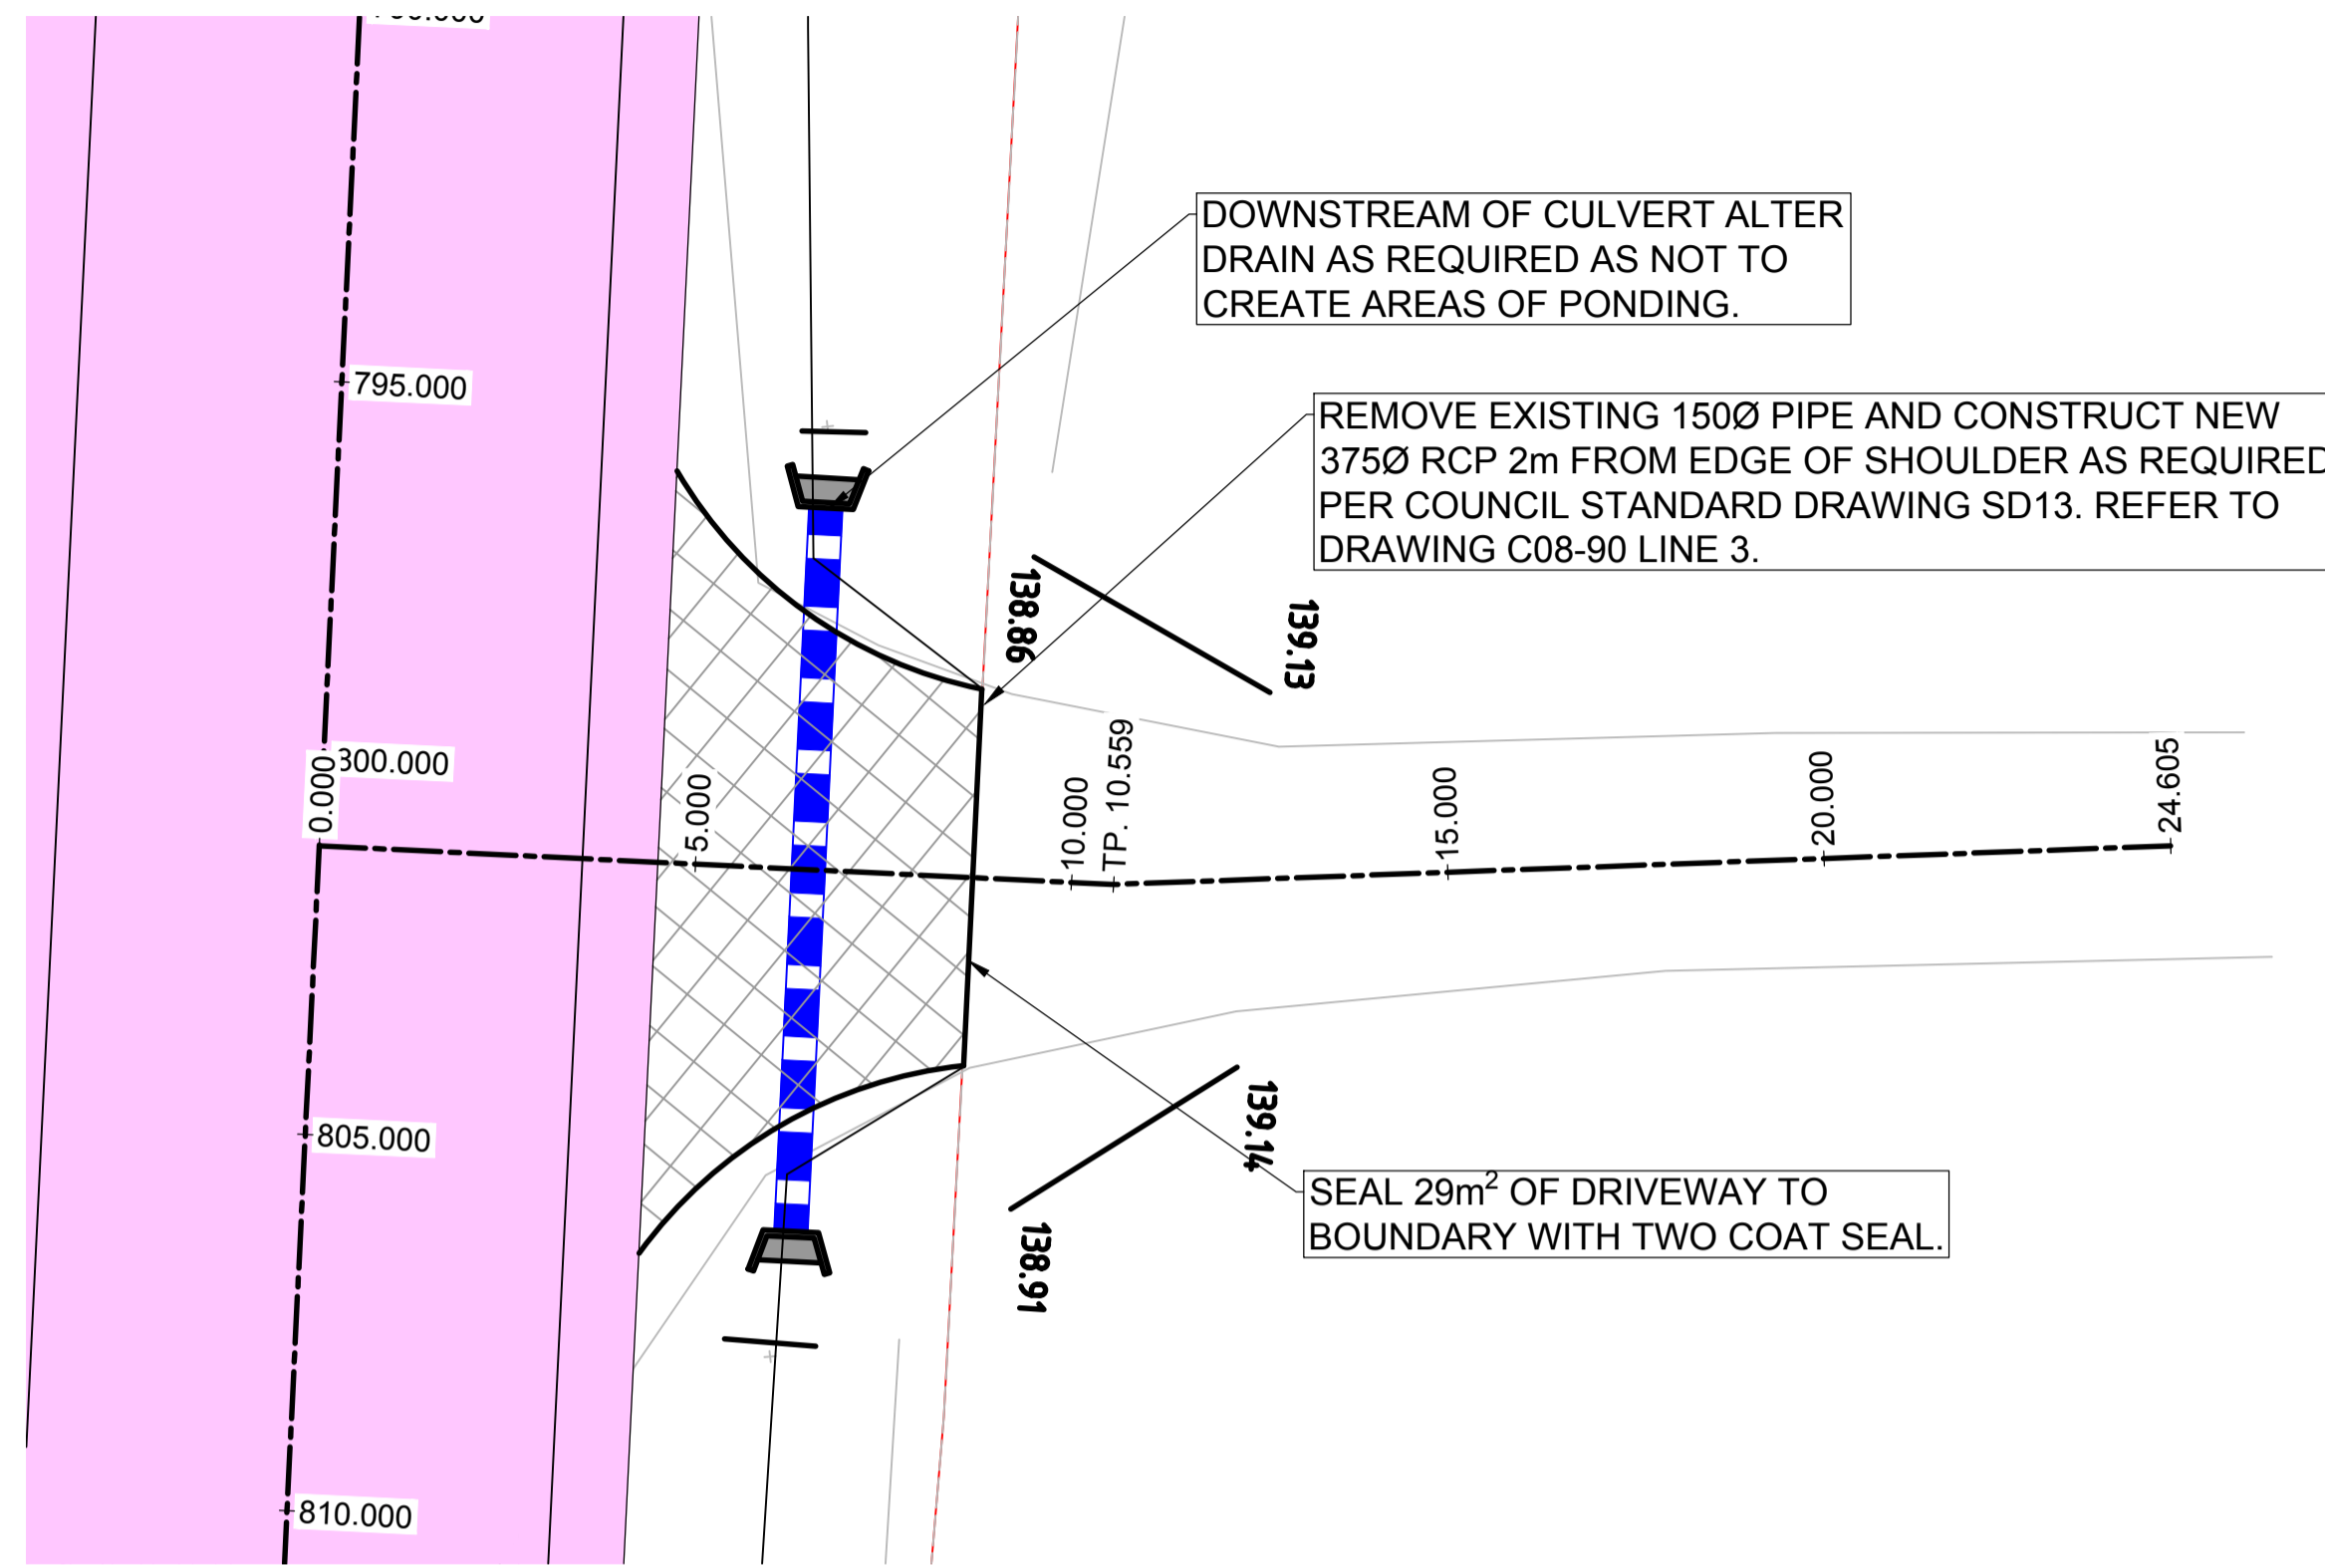 DOWNSTREAM OF CULVERT ALTER
DRAIN AS REQUIRED AS NOT TO
CREATE AREAS OF PONDING.
795.000
REMOVE EXISTING 150Ø PIPE AND CONSTRUCT NEW
375Ø RCP 2m FROM EDGE OF SHOULDER AS REQUIRED
PER COUNCIL STANDARD DRAWING SD13. REFER TO
DRAWING C08-90 LINE 3.
138.86
139.13
300.000
0.000
5.000
10.000
TP. 10.559
15.000
20.000
24.605
805.000
139.14
138.91
SEAL 29m² OF DRIVEWAY TO
BOUNDARY WITH TWO COAT SEAL.
810.000